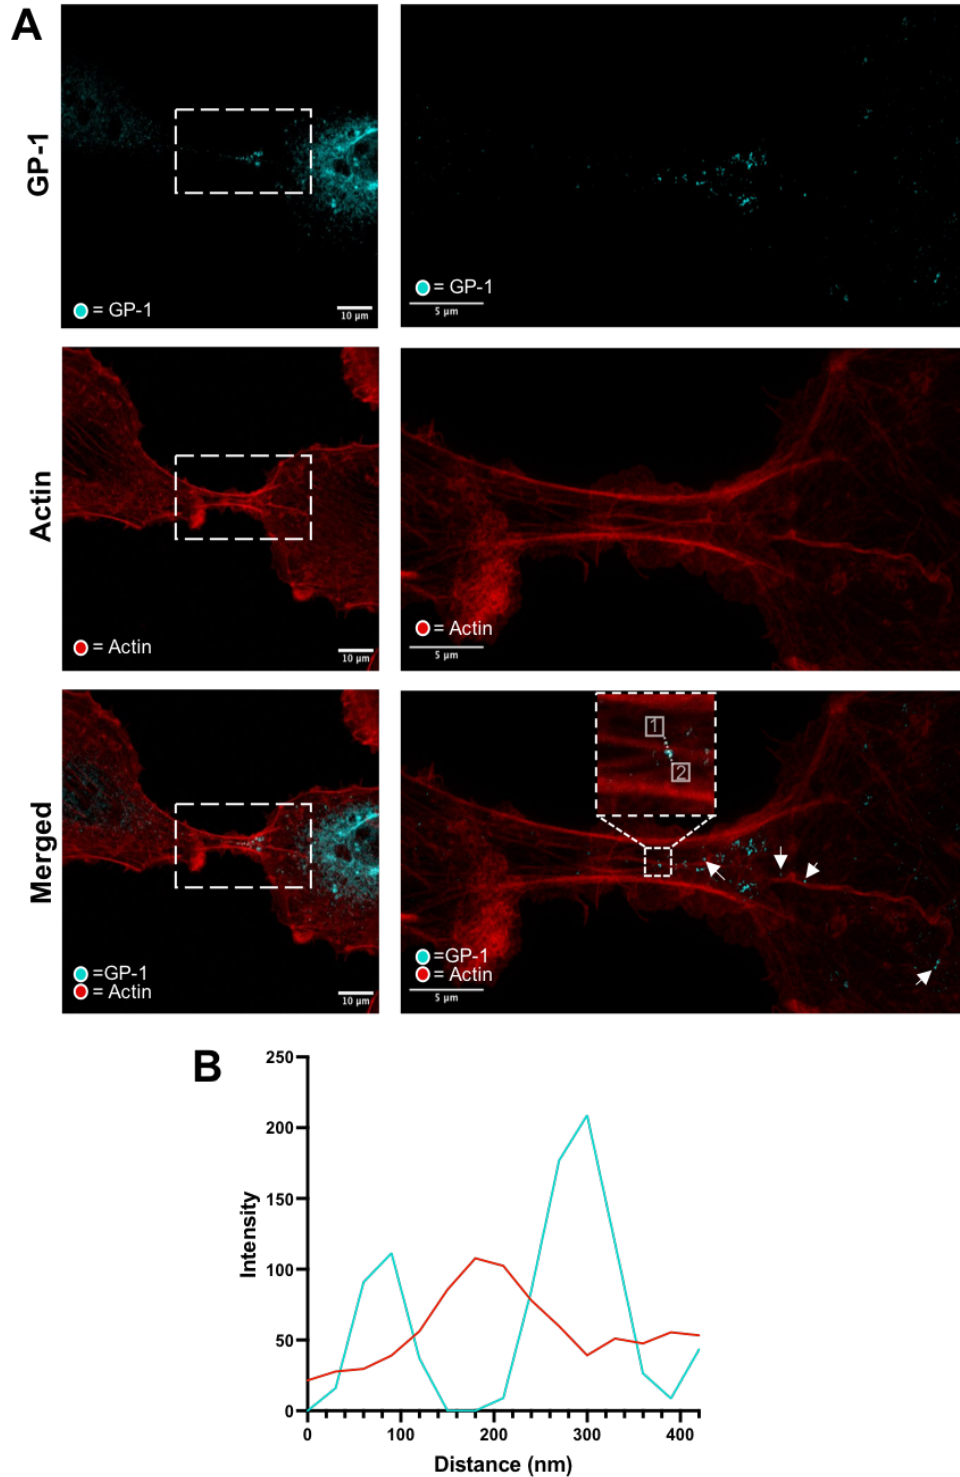 A
GP-1
= GP-1
10 µm
= GP-1
5 µm
Actin
= Actin
10 µm
= Actin
5 µm
Merged
1
2
=GP-1
= Actin
10 µm
=GP-1
= Actin
5 µm
B
250
200
150
100
50
0
Intensity
0 100 200 300 400
Distance (nm)